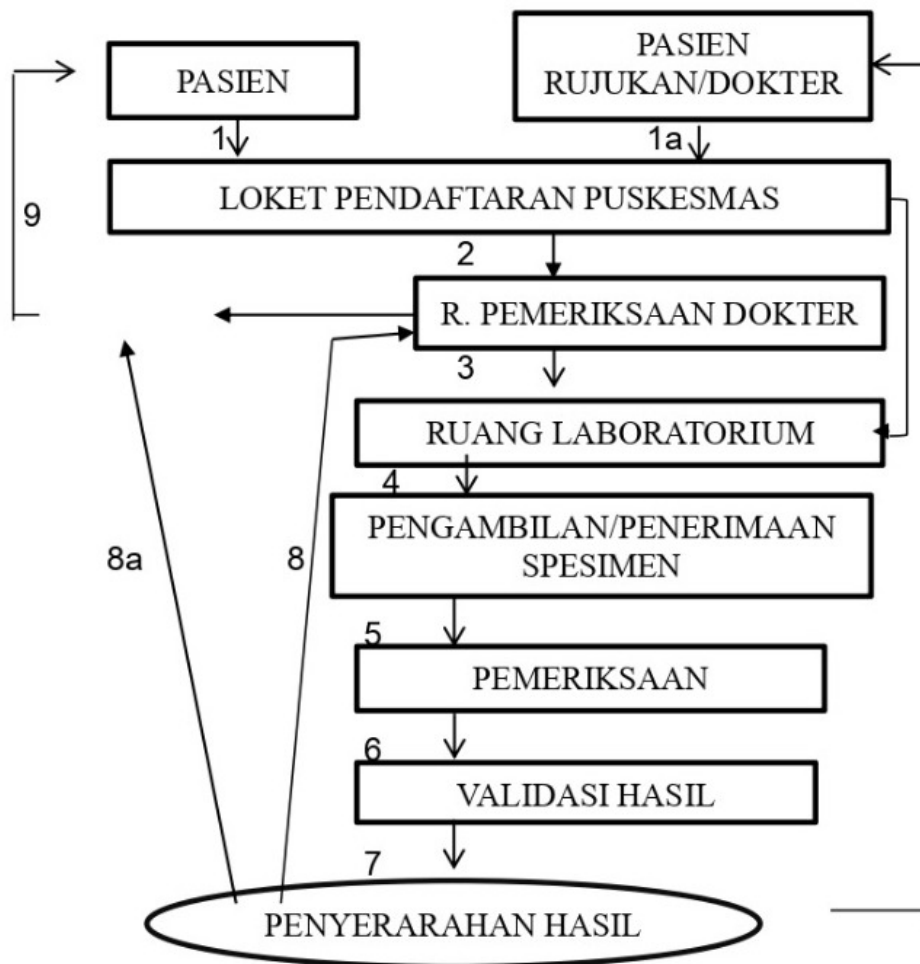 PASIEN
PASIEN
RUJUKAN/DOKTER
1
1a
LOKET PENDAFTARAN PUSKESMAS
9
2
R. PEMERIKSAAN DOKTER
3
RUANG LABORATORIUM
4
PENGAMBILAN/PENERIMAAN
SPESIMEN
8a
8
5
PEMERIKSAAN
6
VALIDASI HASIL
7
PENYERARAHAN HASIL